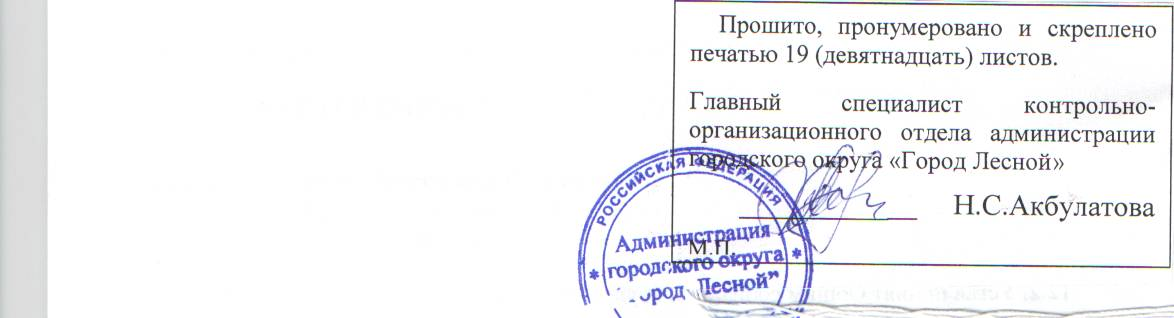 Прошито, пронумеровано и скреплено
печатью 19 (девятнадцать) листов.
Главный специалист контрольно-
организационного отдела администрации
городского округа «Город Лесной»
Н.С.Акбулатова
М.П.
РОССИЙСКАЯ ФЕДЕРАЦИЯ
Администрация
городского округа
"Город Лесной"